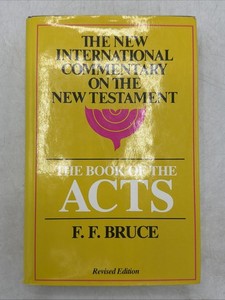 THE NEW
INTERNATIONAL
COMMENTARY
ON THE
NEW TESTAMENT
THE BOOK OF THE
ACTS
F. F. BRUCE
Revised Edition